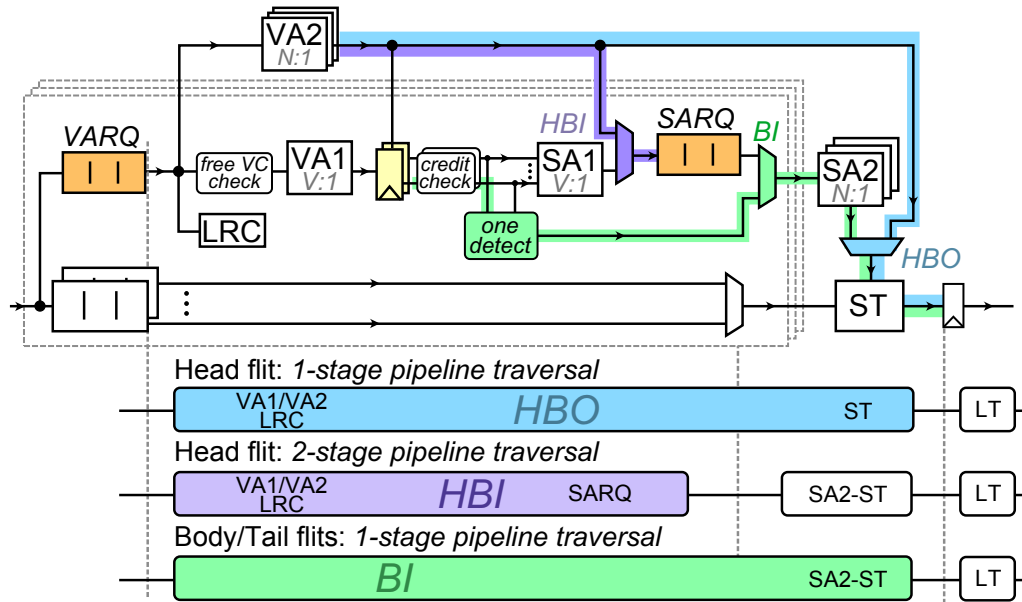 VA2
N:1
VARQ
HBI
SARQ
BI
free VC
check
VA1
V:1
credit
check
SA1
V:1
SA2
N:1
LRC
one
detect
HBO
ST
Head flit: 1-stage pipeline traversal
VA1/VA2
LRC
HBO
ST
LT
Head flit: 2-stage pipeline traversal
VA1/VA2
LRC
HBI
SARQ
SA2-ST
LT
Body/Tail flits: 1-stage pipeline traversal
BI
SA2-ST
LT